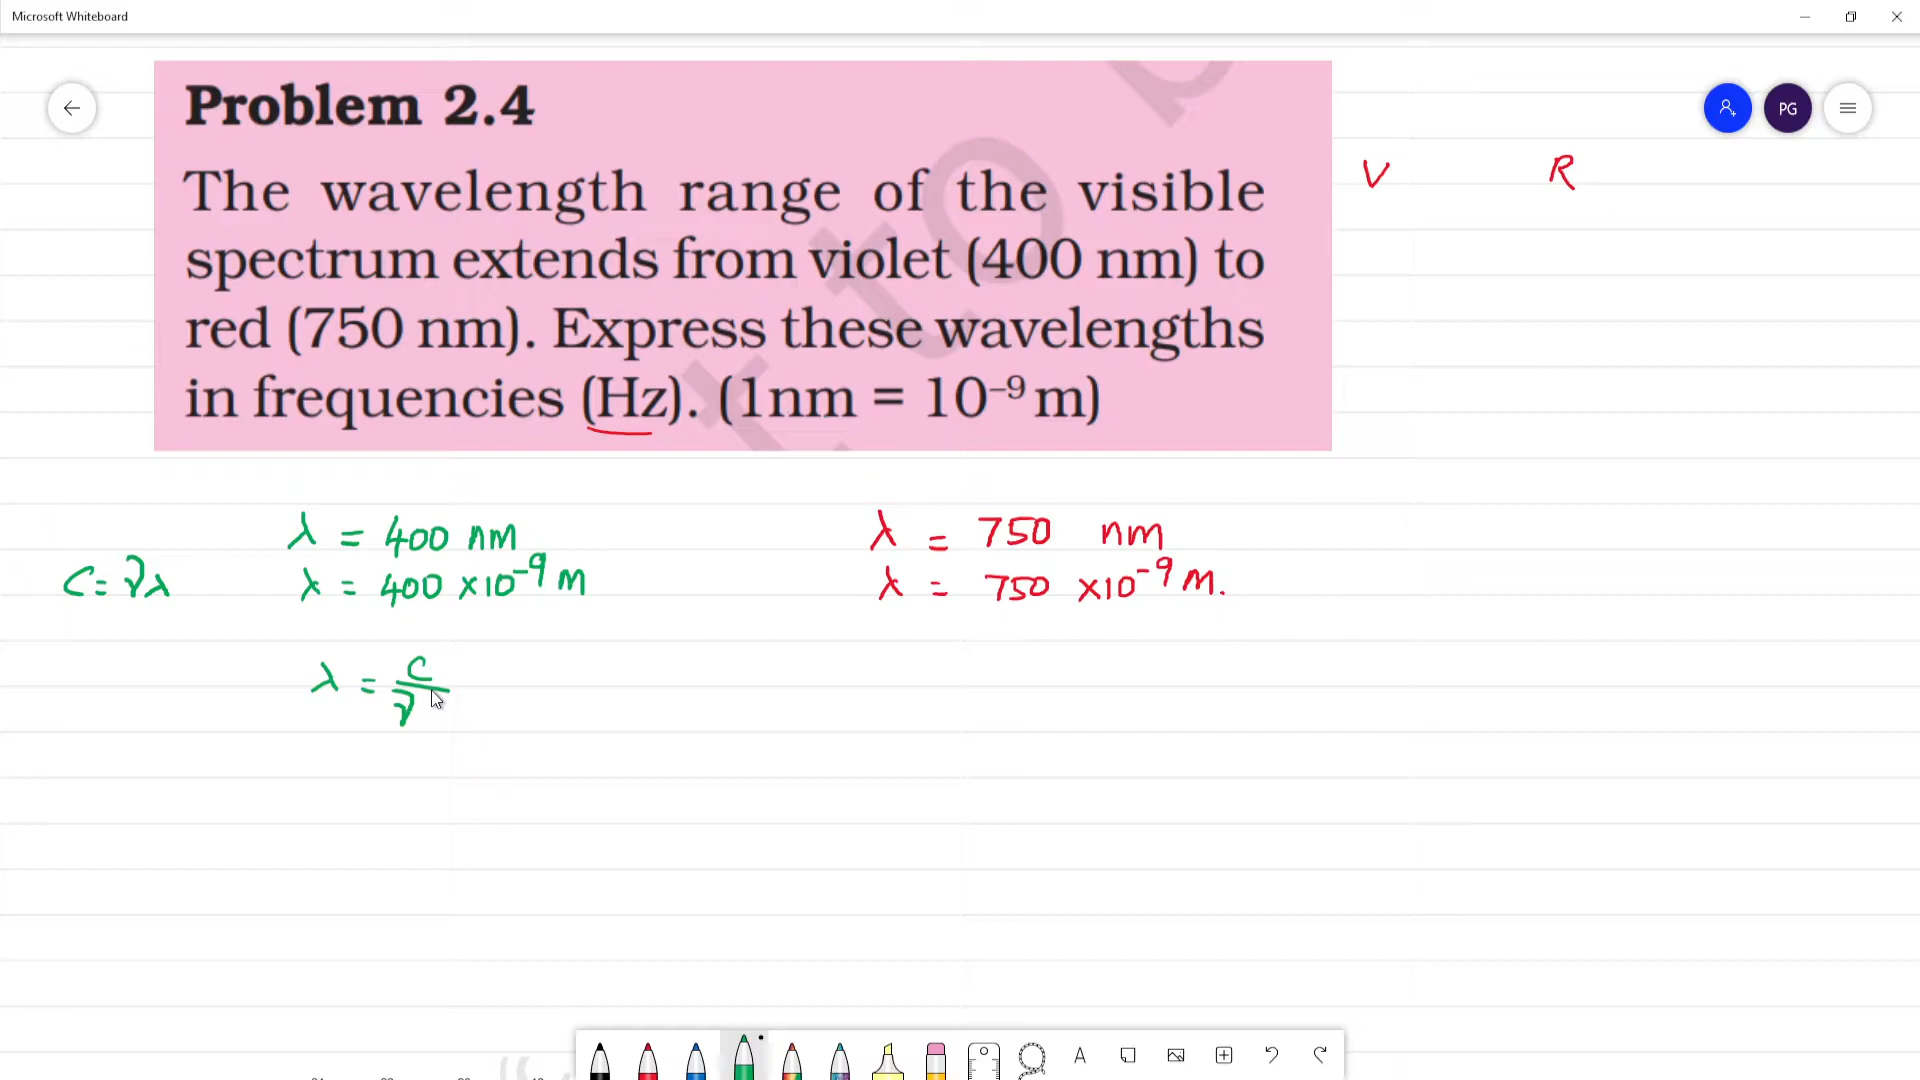 Microsoft Whiteboard
PG
Problem 2.4
The wavelength range of the visible
spectrum extends from violet (400 nm) to
red (750 nm). Express these wavelengths
in frequencies (Hz). (1nm = 10⁻⁹ m)
V R
λ = 400 nm
C = νλ
λ = 400 ×10⁻⁹ m
λ = c/ν
λ = 750 nm
λ = 750 ×10⁻⁹ m.
A